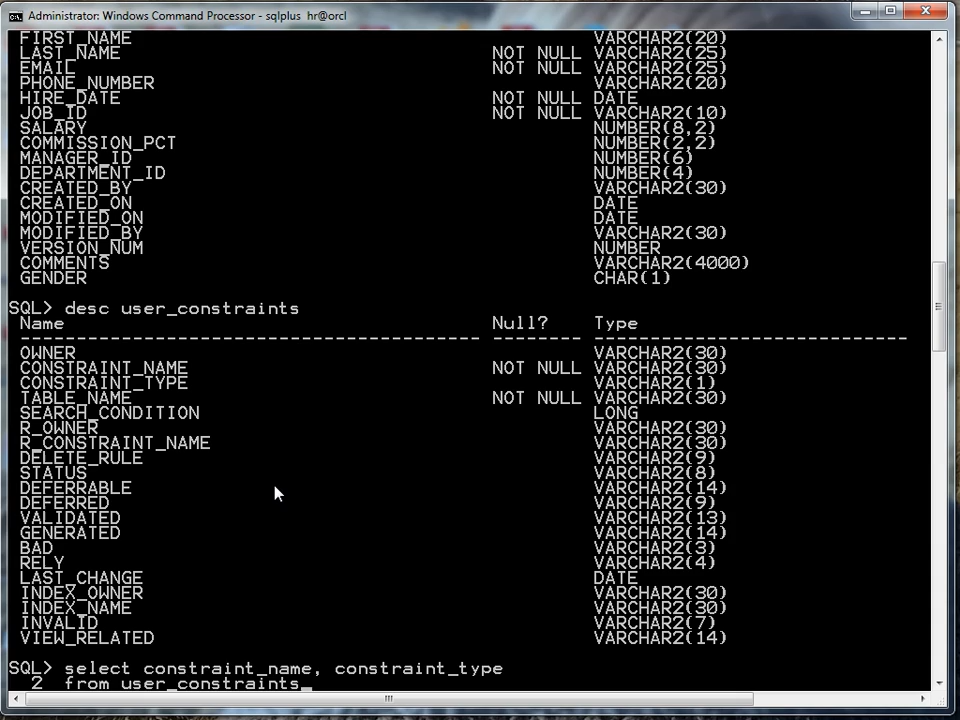 Administrator: Windows Command Processor - sqlplus hr@orcl
FIRST_NAME VARCHAR2(20)
LAST_NAME NOT NULL VARCHAR2(25)
EMAIL NOT NULL VARCHAR2(25)
PHONE_NUMBER VARCHAR2(20)
HIRE_DATE NOT NULL DATE
JOB_ID NOT NULL VARCHAR2(10)
SALARY NUMBER(8,2)
COMMISSION_PCT NUMBER(2,2)
MANAGER_ID NUMBER(6)
DEPARTMENT_ID NUMBER(4)
CREATED_BY VARCHAR2(30)
CREATED_ON DATE
MODIFIED_ON DATE
MODIFIED_BY VARCHAR2(30)
VERSION_NUM NUMBER
COMMENTS VARCHAR2(4000)
GENDER CHAR(1)
SQL> desc user_constraints
Name Null? Type
----------------------------------------- -------- ----------------------------
OWNER VARCHAR2(30)
CONSTRAINT_NAME NOT NULL VARCHAR2(30)
CONSTRAINT_TYPE VARCHAR2(1)
TABLE_NAME NOT NULL VARCHAR2(30)
SEARCH_CONDITION LONG
R_OWNER VARCHAR2(30)
R_CONSTRAINT_NAME VARCHAR2(30)
DELETE_RULE VARCHAR2(9)
STATUS VARCHAR2(8)
DEFERRABLE VARCHAR2(14)
DEFERRED VARCHAR2(9)
VALIDATED VARCHAR2(13)
GENERATED VARCHAR2(14)
BAD VARCHAR2(3)
RELY VARCHAR2(4)
LAST_CHANGE DATE
INDEX_OWNER VARCHAR2(30)
INDEX_NAME VARCHAR2(30)
INVALID VARCHAR2(7)
VIEW_RELATED VARCHAR2(14)
SQL> select constraint_name, constraint_type
2 from user_constraints_